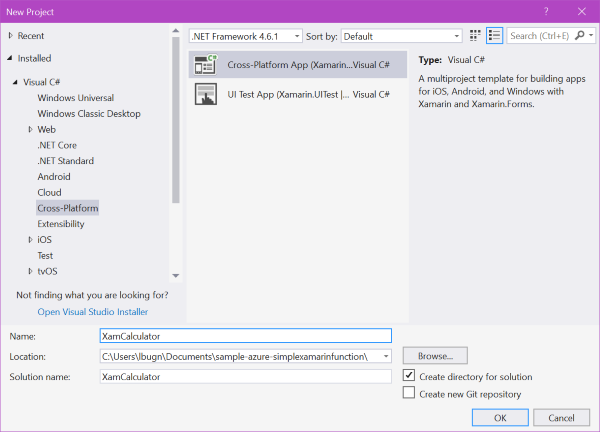 New Project
Recent
.NET Framework 4.6.1
Sort by:
Default
Search (Ctrl+E)
Installed
Visual C#
Windows Universal
Windows Classic Desktop
Web
.NET Core
.NET Standard
Android
Cloud
Cross-Platform
Extensibility
iOS
Test
tvOS
Not finding what you are looking for?
Open Visual Studio Installer
Cross-Platform App (Xamarin... Visual C#
UI Test App (Xamarin.UITest |... Visual C#
Type: Visual C#
A multiproject template for building apps
for iOS, Android, and Windows with
Xamarin and Xamarin.Forms.
Name: XamCalculator
Location: C:\Users\lbugn\Documents\sample-azure-simplexamarinfunction\
Browse...
Solution name: XamCalculator
Create directory for solution
Create new Git repository
OK
Cancel